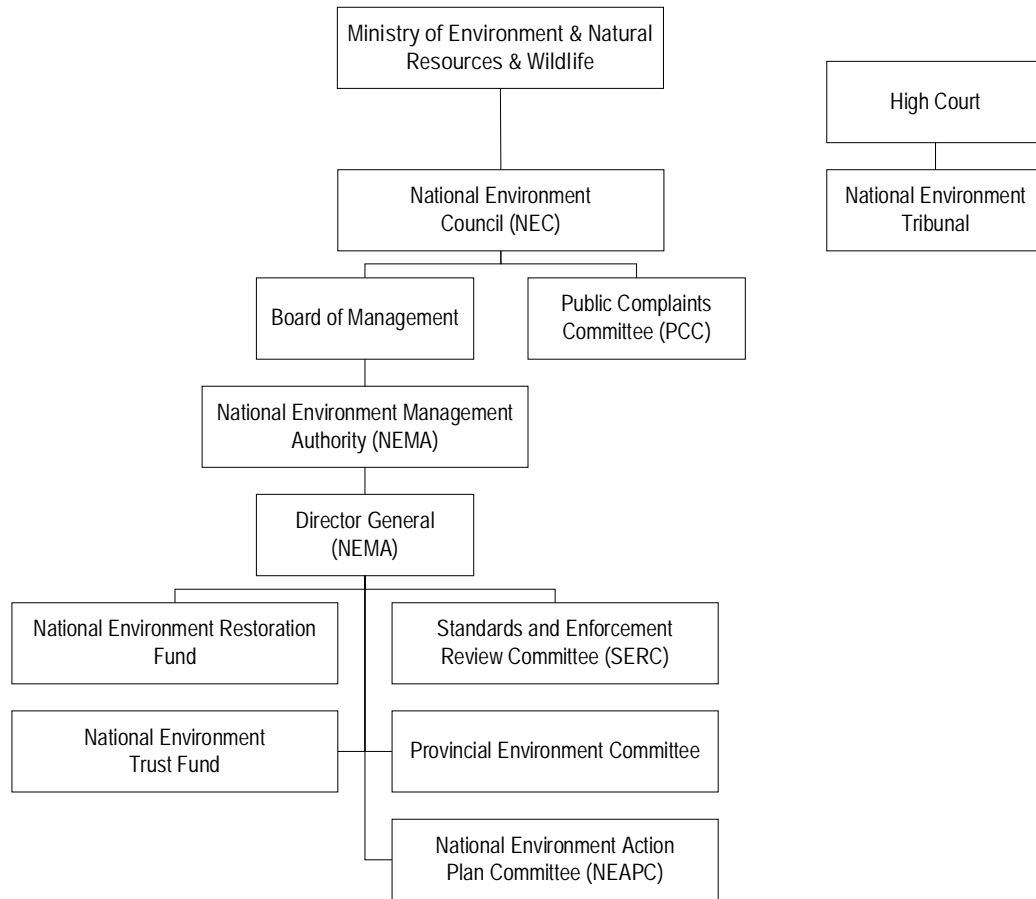 Ministry of Environment & Natural
Resources & Wildlife
High Court
National Environment
Council (NEC)
National Environment
Tribunal
Board of Management
Public Complaints
Committee (PCC)
National Environment Management
Authority (NEMA)
Director General
(NEMA)
National Environment Restoration
Fund
Standards and Enforcement
Review Committee (SERC)
National Environment
Trust Fund
Provincial Environment Committee
National Environment Action
Plan Committee (NEAPC)